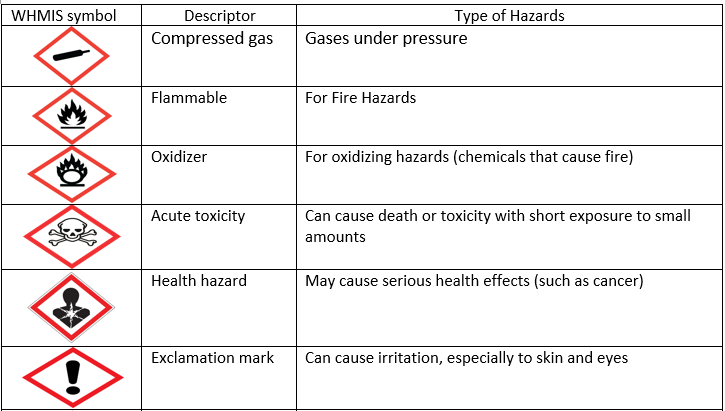 WHMIS symbol Descriptor Type of Hazards
Compressed gas Gases under pressure
Flammable For Fire Hazards
Oxidizer For oxidizing hazards (chemicals that cause fire)
Acute toxicity Can cause death or toxicity with short exposure to small
amounts
Health hazard May cause serious health effects (such as cancer)
Exclamation mark Can cause irritation, especially to skin and eyes